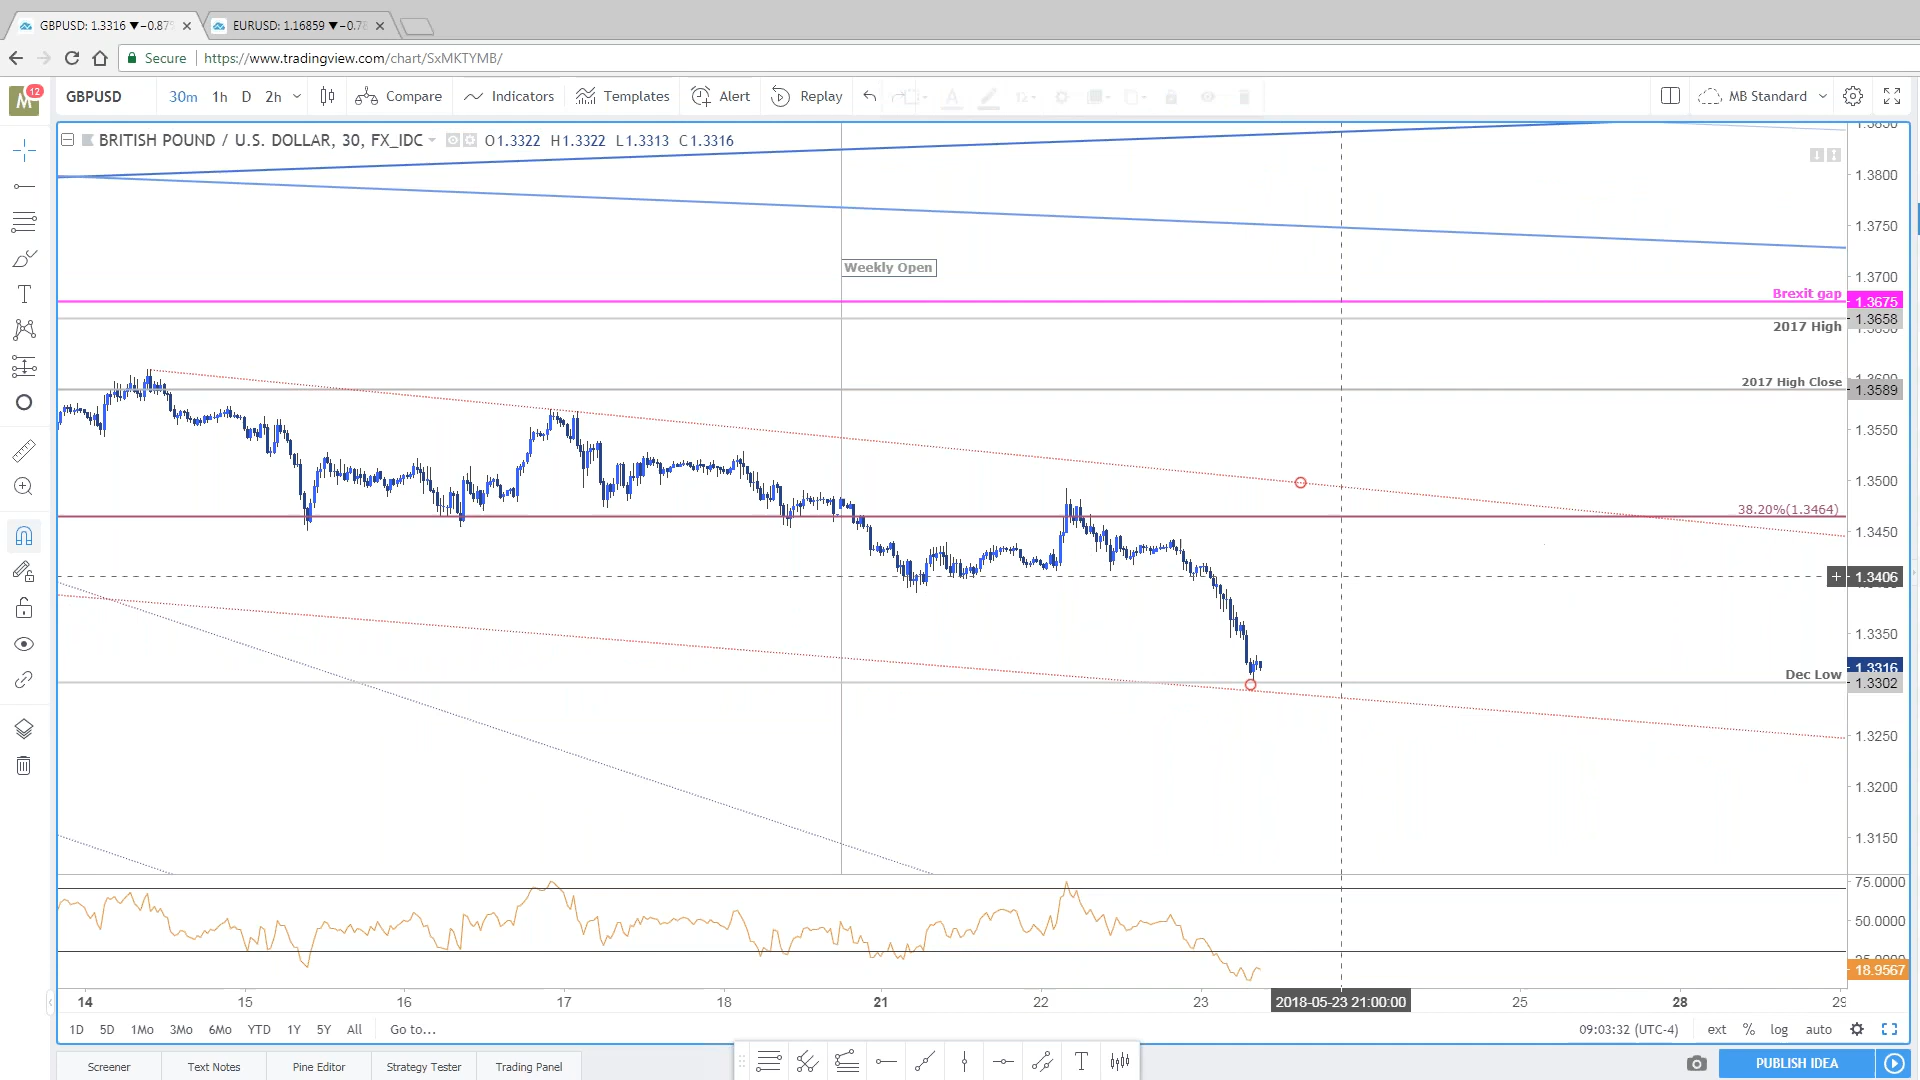 GBPUSD: 1.3316 ▼−0.87%
EURUSD: 1.16859 ▼−0.78
Secure
https://www.tradingview.com/chart/SxMKTYMB/
M
12
GBPUSD
30m 1h D 2h
Compare
Indicators
Templates
Alert
Replay
MB Standard
BRITISH POUND / U.S. DOLLAR, 30, FX_IDC
O1.3322 H1.3322 L1.3313 C1.3316
1.3800
1.3750
Weekly Open
1.3700
Brexit gap
1.3675
1.3658
2017 High
2017 High Close
1.3589
1.3550
1.3500
38.20%(1.3464)
1.3450
1.3406
1.3350
1.3316
Dec Low
1.3302
1.3250
1.3200
1.3150
75.0000
50.0000
18.9567
14 15 16 17 18 21 22 23 2018-05-23 21:00:00 25 28 29
1D 5D 1Mo 3Mo 6Mo YTD 1Y 5Y All Go to...
09:03:32 (UTC-4) ext % log auto
Screener Text Notes Pine Editor Strategy Tester Trading Panel
T
PUBLISH IDEA